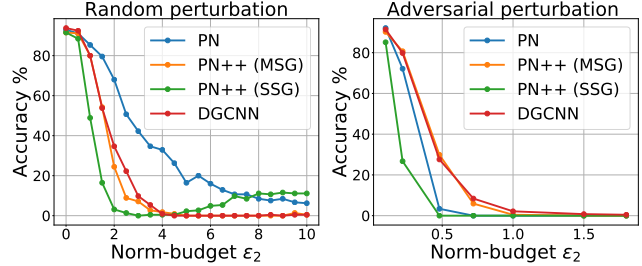 Random perturbation
Accuracy %
80
60
40
20
0
PN
PN++ (MSG)
PN++ (SSG)
DGCNN
0 2 4 6 8 10
Norm-budget ε₂
Adversarial perturbation
Accuracy %
80
60
40
20
0
PN
PN++ (MSG)
PN++ (SSG)
DGCNN
0.5 1.0 1.5
Norm-budget ε₂